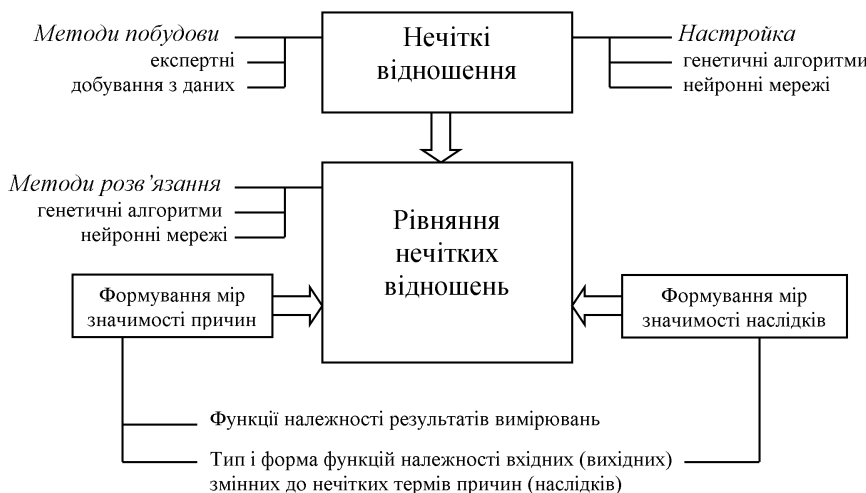 Методи побудови
експертні
добування з даних
Нечіткі
відношення
Настройка
генетичні алгоритми
нейронні мережі
Методи розв’язання
генетичні алгоритми
нейронні мережі
Рівняння
нечітких
відношень
Формування мір
значимості причин
Формування мір
значимості наслідків
Функції належності результатів вимірювань
Тип і форма функцій належності вхідних (вихідних)
змінних до нечітких термів причин (наслідків)